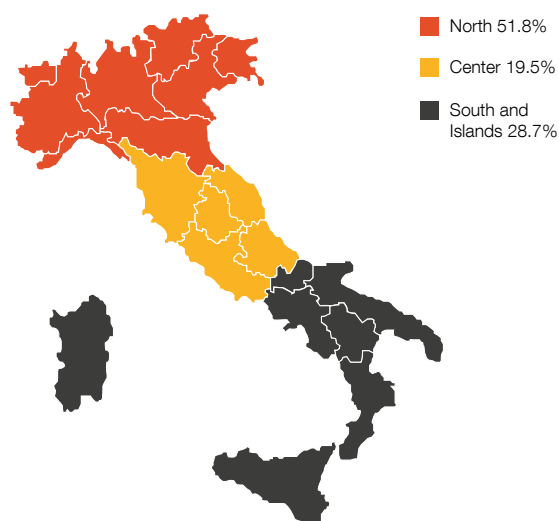 North 51.8%
Center 19.5%
South and
Islands 28.7%